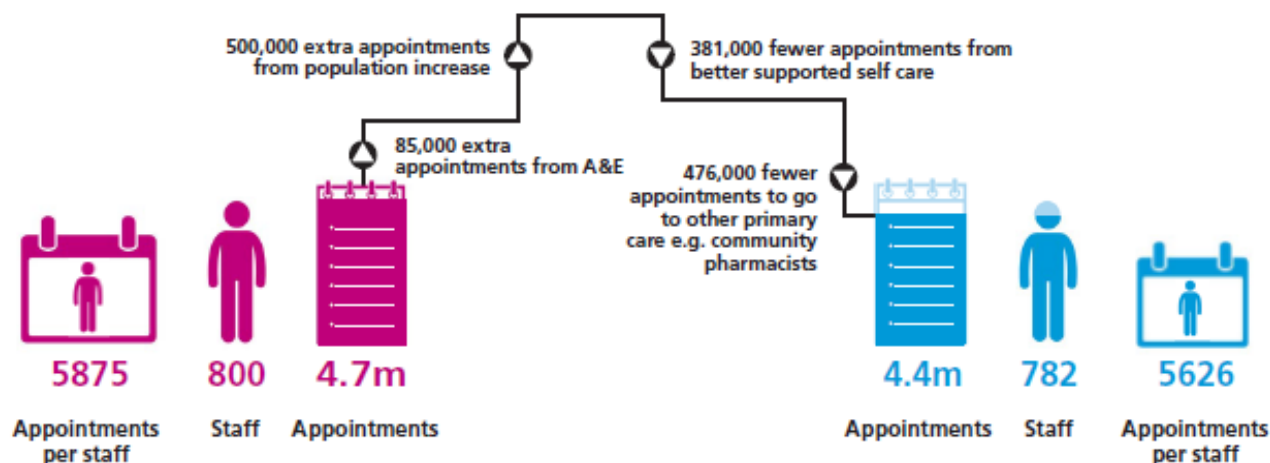 500,000 extra appointments
from population increase
381,000 fewer appointments from
better supported self care
85,000 extra
appointments from A&E
476,000 fewer
appointments to go
to other primary
care e.g. community
pharmacists
5875
800
4.7m
4.4m
782
5626
Appointments
per staff
Staff
Appointments
Appointments
Staff
Appointments
per staff